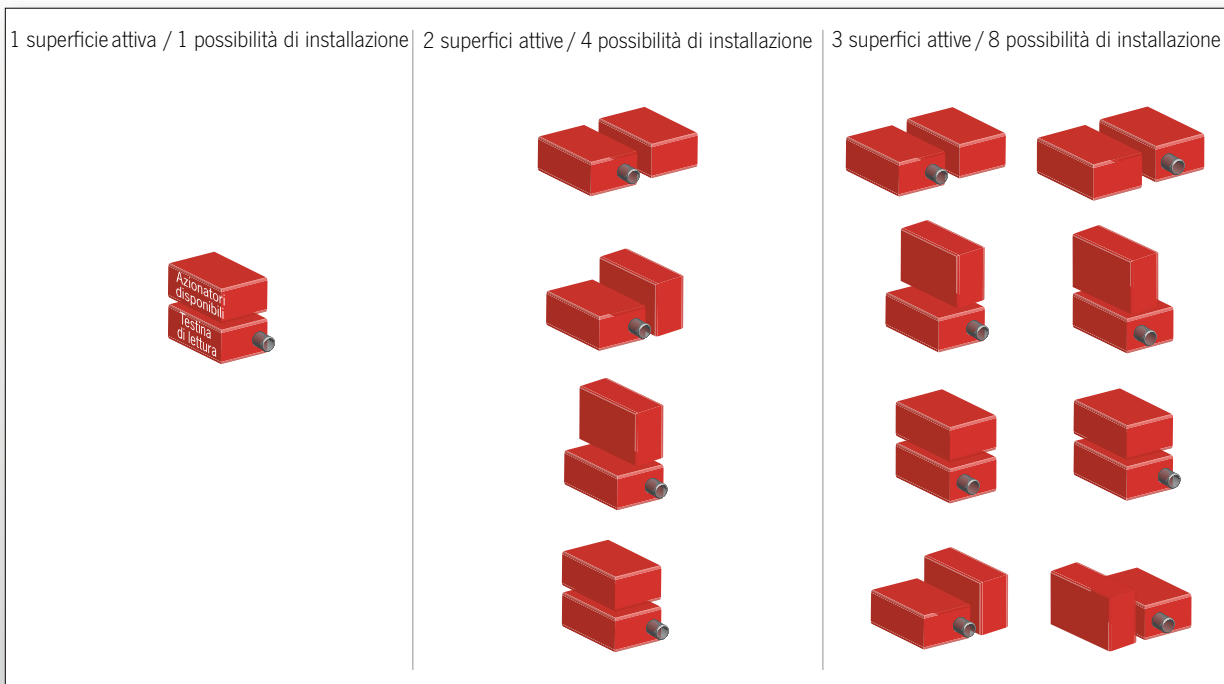 1 superficie attiva / 1 possibilità di installazione
2 superfici attive / 4 possibilità di installazione
3 superfici attive / 8 possibilità di installazione
Azionatori
disponibili
Testina
di lettura